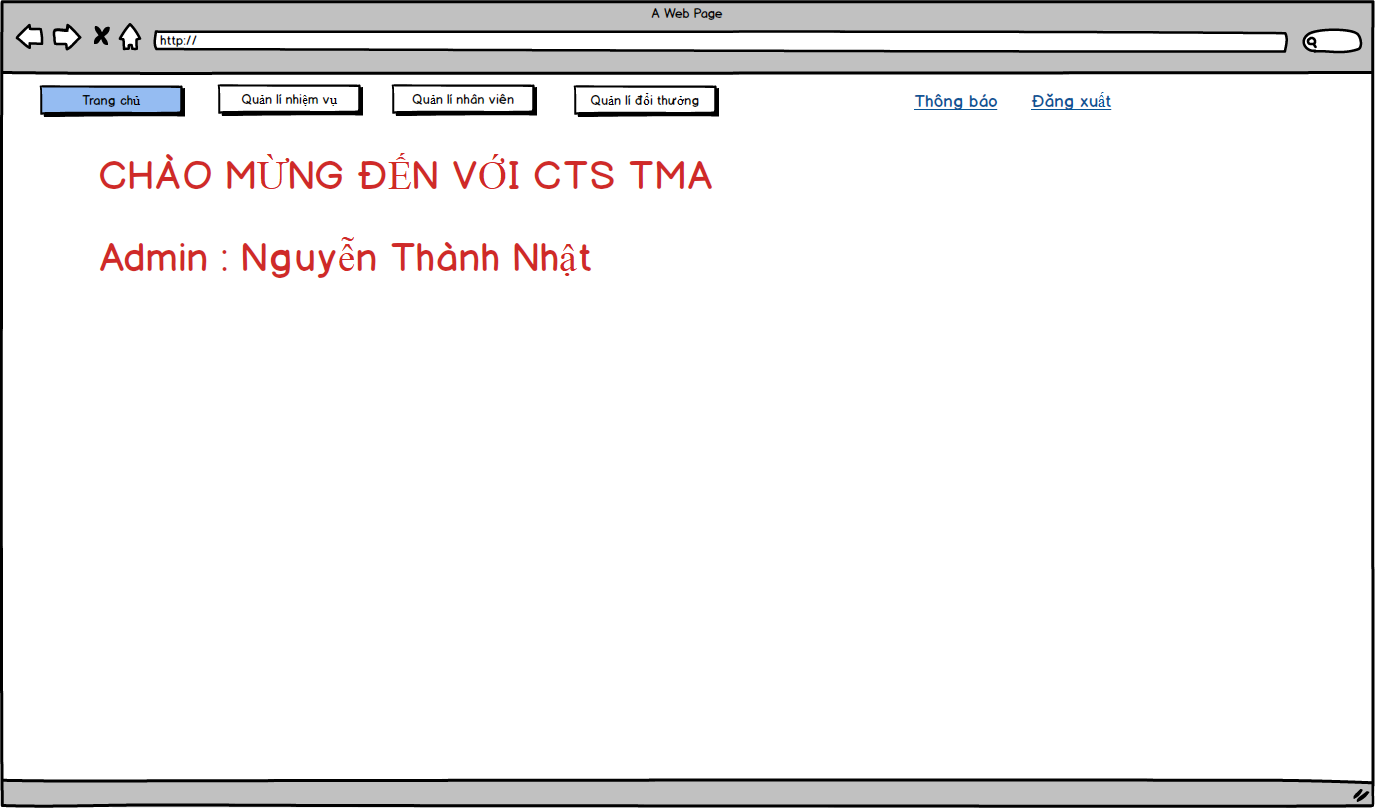 A Web Page
http://
Trang chủ
Quản lí nhiệm vụ
Quản lí nhân viên
Quản lí đổi thưởng
Thông báo
Đăng xuất
CHÀO MỪNG ĐẾN VỚI CTS TMA
Admin : Nguyễn Thành Nhật